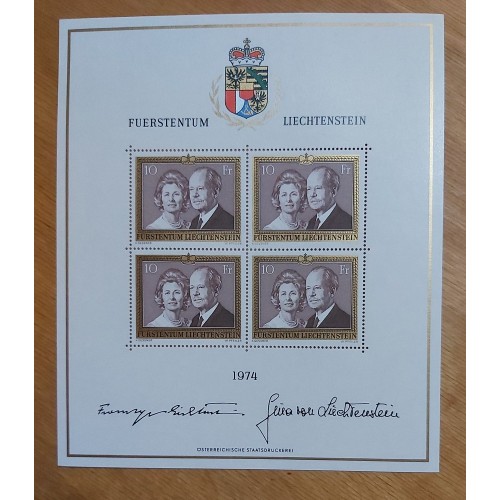 FUERSTENTUM LIECHTENSTEIN
10 Fr 10 Fr
FÜRSTENTUM LIECHTENSTEIN FÜRSTENTUM LIECHTENSTEIN
10 Fr 10 Fr
FÜRSTENTUM LIECHTENSTEIN FÜRSTENTUM LIECHTENSTEIN
1974
Gina von Liechtenstein
ÖSTERREICHISCHE STAATSDRUCKEREI